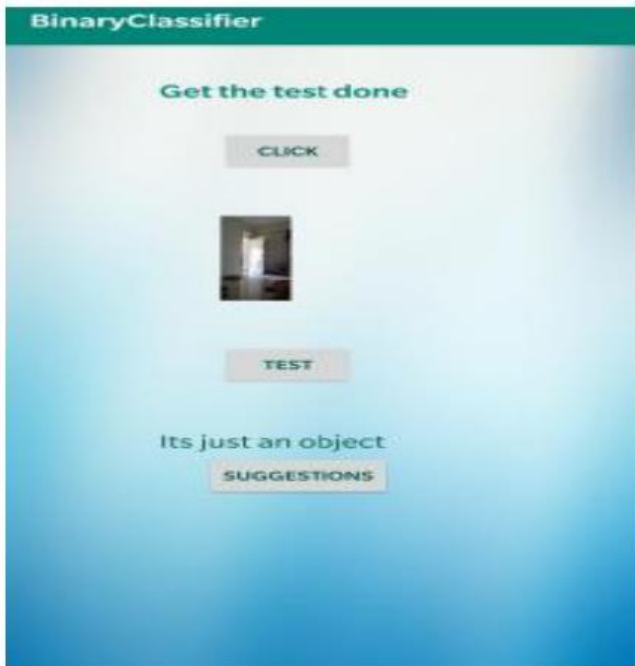 BinaryClassifier
Get the test done
CLICK
TEST
Its just an object
SUGGESTIONS